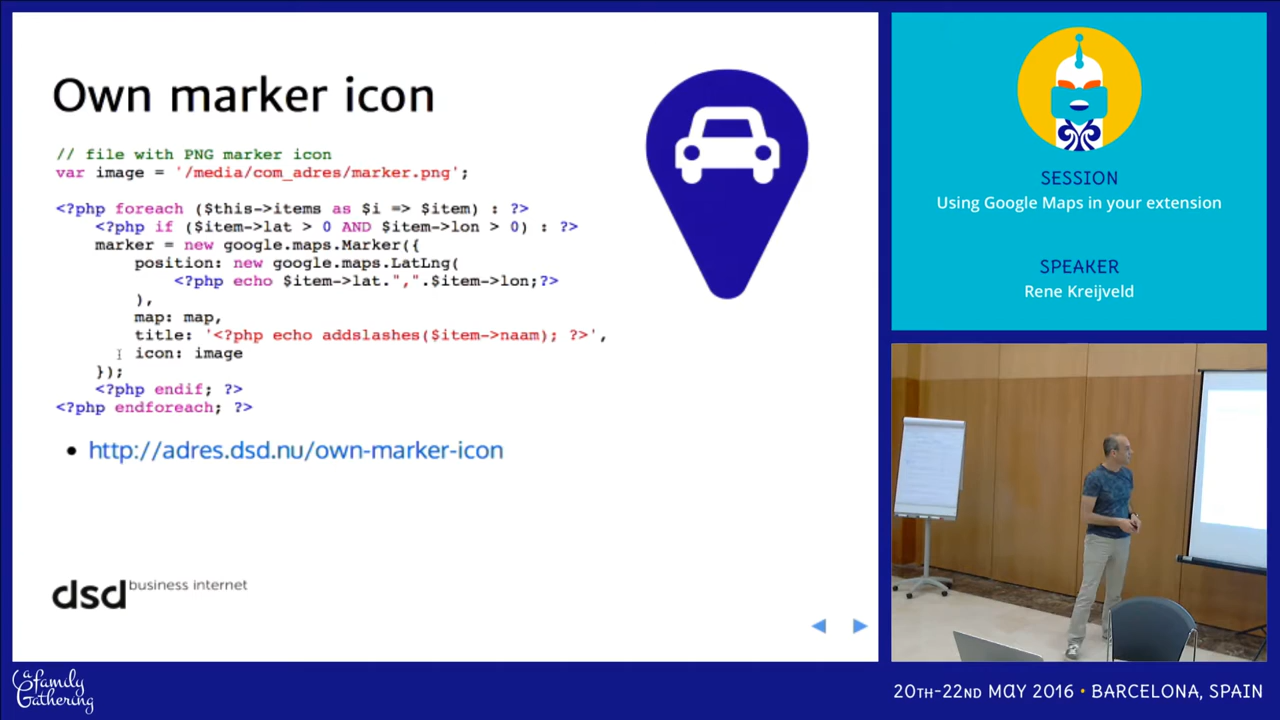 Own marker icon
// file with PNG marker icon
var image = '/media/com_adres/marker.png';
<?php foreach ($this->items as $i => $item) : ?>
<?php if ($item->lat > 0 AND $item->lon > 0) : ?>
marker = new google.maps.Marker({
position: new google.maps.LatLng(
<?php echo $item->lat.",".$item->lon;?>
),
map: map,
title: '<?php echo addslashes($item->naam); ?>',
icon: image
});
<?php endif; ?>
<?php endforeach; ?>
• http://adres.dsd.nu/own-marker-icon
dsd business internet
SESSION
Using Google Maps in your extension
SPEAKER
Rene Kreijveld
a family
Gathering
20TH-22ND MAY 2016 • BARCELONA, SPAIN